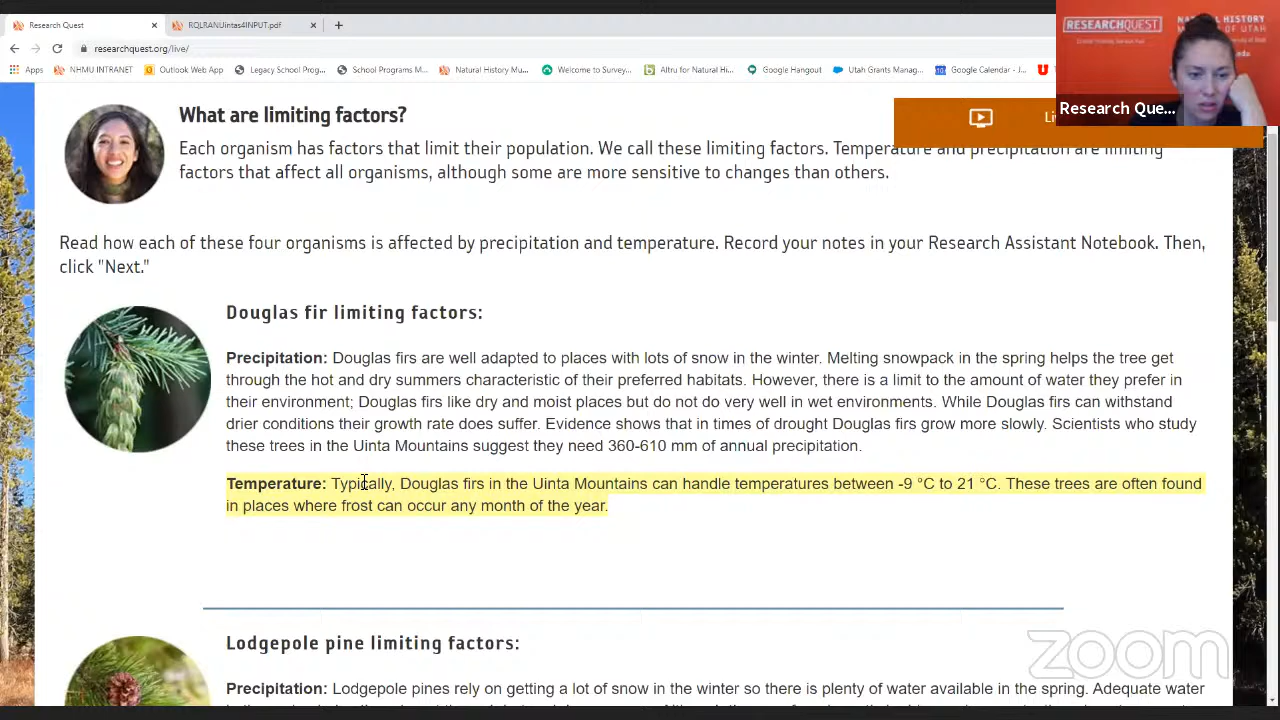 Research Quest
RQLRANUintas4INPUT.pdf
researchquest.org/live/
Apps
NHMU INTRANET
Outlook Web App
Legacy School Prog...
School Programs M...
Natural History Mu...
Welcome to Survey...
Altru for Natural Hi...
Google Hangout
Utah Grants Manag...
Google Calendar - J...
RESEARCHQUEST
Research Que...
What are limiting factors?
Each organism has factors that limit their population. We call these limiting factors. Temperature and precipitation are limiting
factors that affect all organisms, although some are more sensitive to changes than others.
Read how each of these four organisms is affected by precipitation and temperature. Record your notes in your Research Assistant Notebook. Then,
click "Next."
Douglas fir limiting factors:
Precipitation: Douglas firs are well adapted to places with lots of snow in the winter. Melting snowpack in the spring helps the tree get
through the hot and dry summers characteristic of their preferred habitats. However, there is a limit to the amount of water they prefer in
their environment; Douglas firs like dry and moist places but do not do very well in wet environments. While Douglas firs can withstand
drier conditions their growth rate does suffer. Evidence shows that in times of drought Douglas firs grow more slowly. Scientists who study
these trees in the Uinta Mountains suggest they need 360-610 mm of annual precipitation.
Temperature: Typically, Douglas firs in the Uinta Mountains can handle temperatures between -9 °C to 21 °C. These trees are often found
in places where frost can occur any month of the year.
Lodgepole pine limiting factors:
Precipitation: Lodgepole pines rely on getting a lot of snow in the winter so there is plenty of water available in the spring. Adequate water
zoom